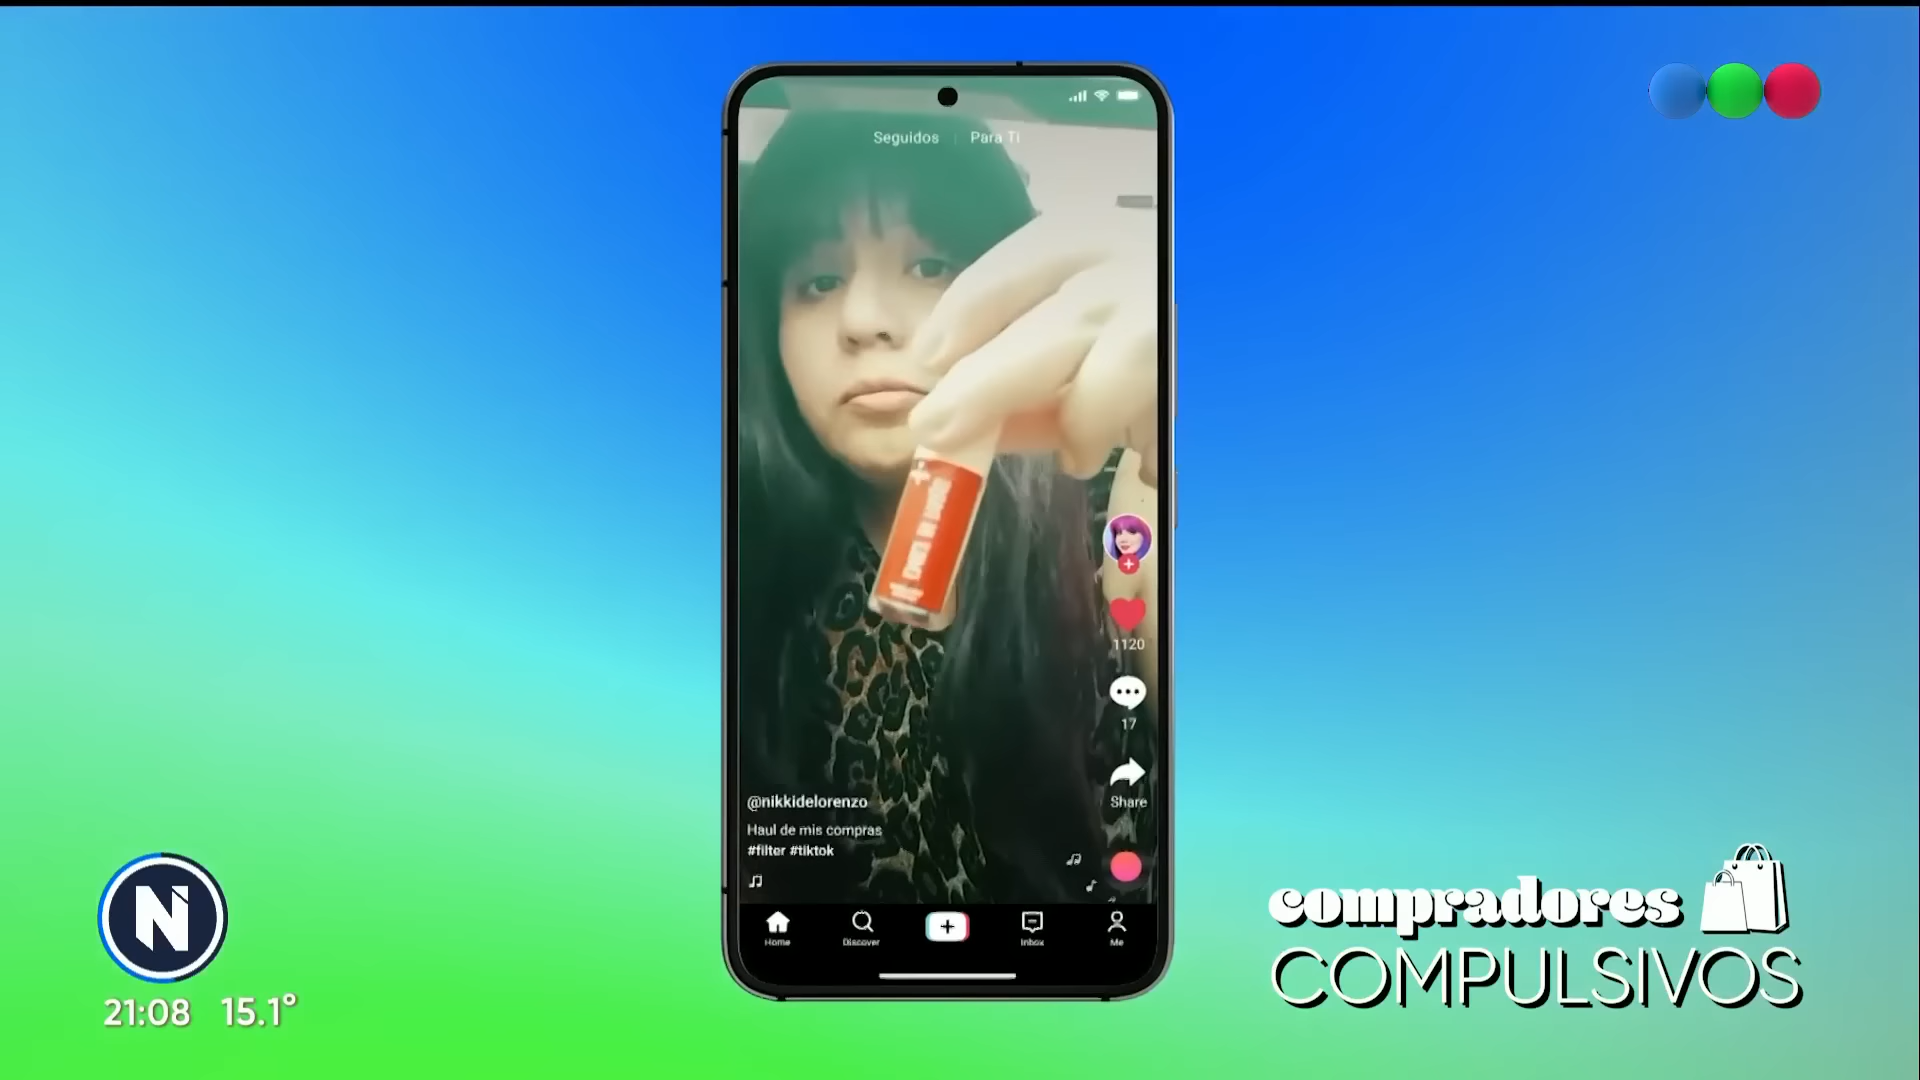 Seguidos | Para Ti
1120
17
Share
@nikkidelorenzo
Haul de mis compras
#filter #tiktok
Home
Discover
Inbox
Me
N
21:08 15.1°
compradores
COMPULSIVOS